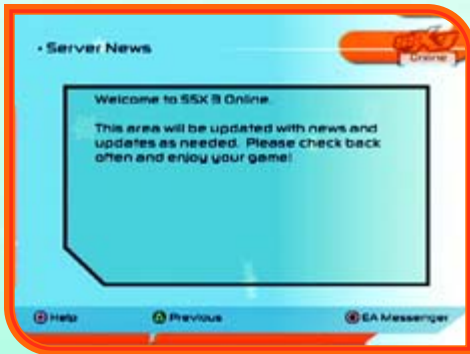 • Server News
Online
Welcome to SSX 3 Online.
This area will be updated with news and
updates as needed. Please check back
often and enjoy your game!
Help
Previous
EA Messenger